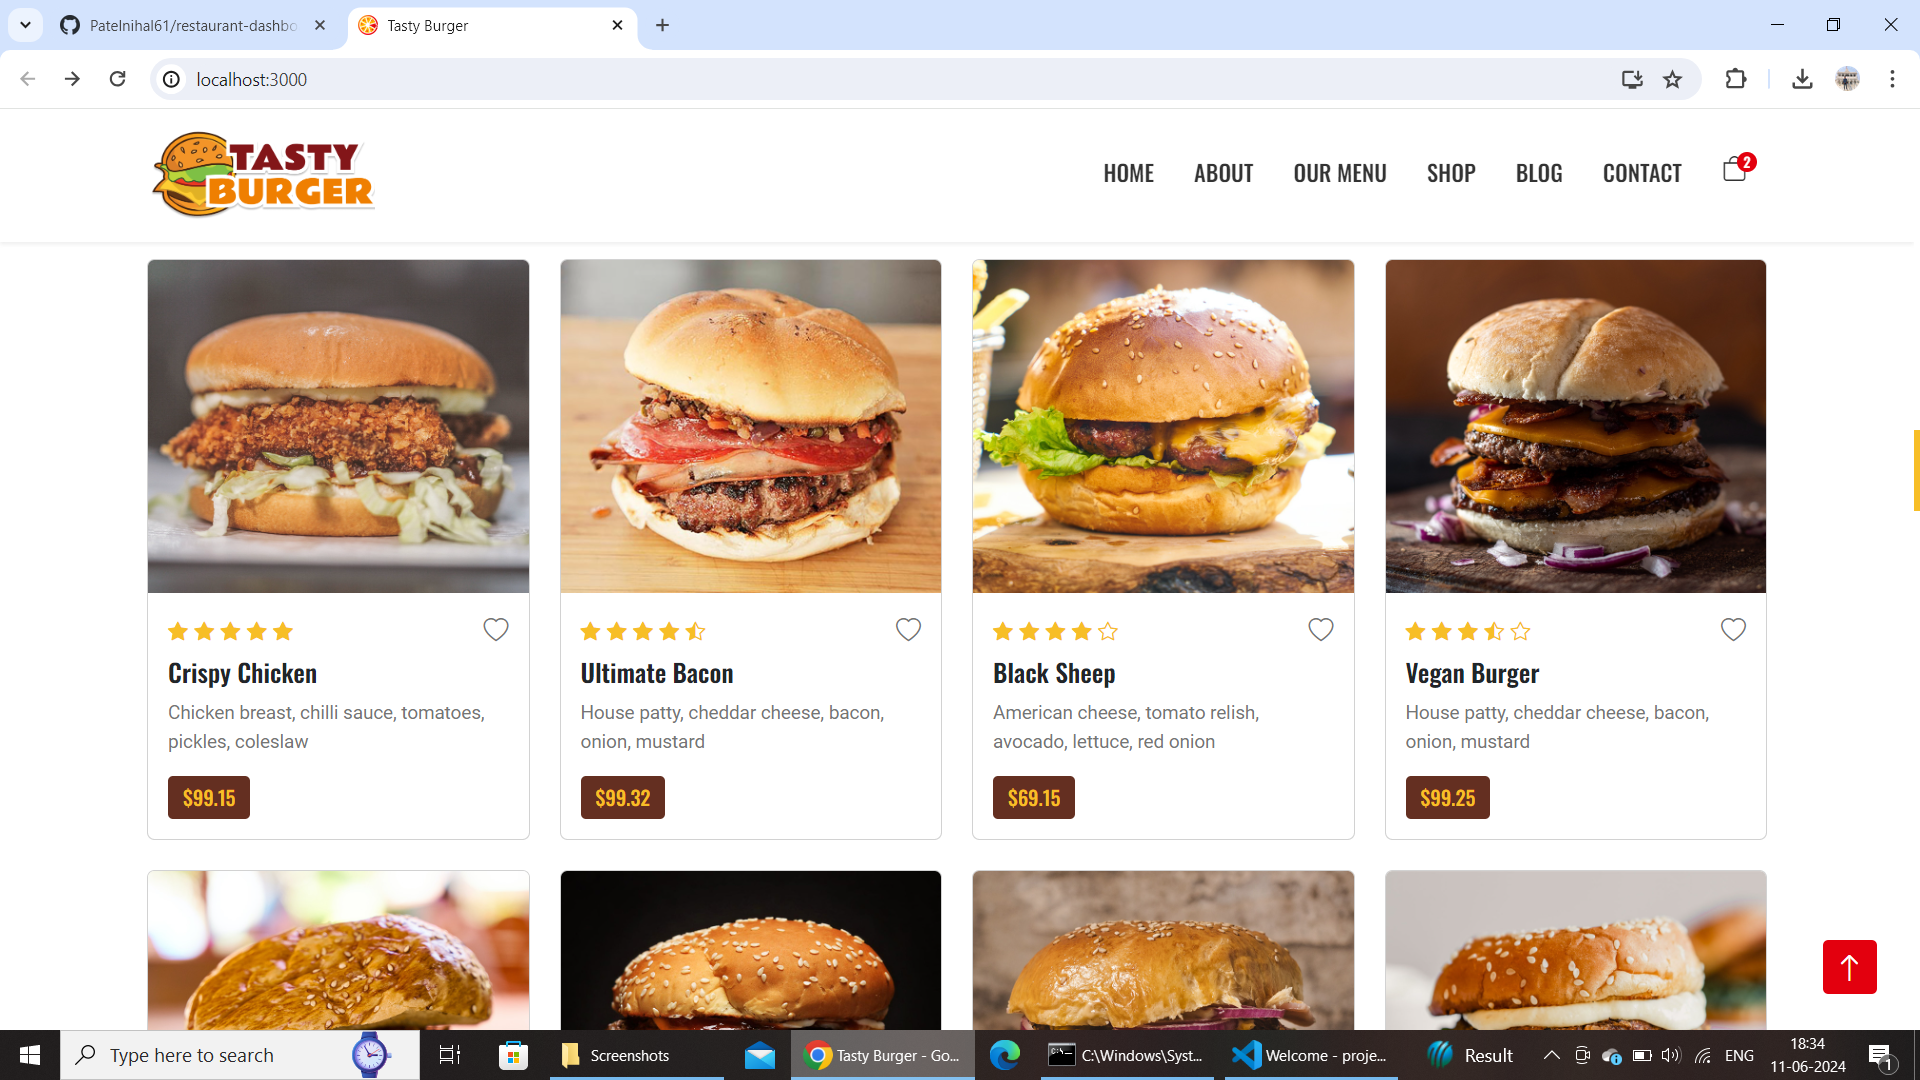 Patelnihal61/restaurant-dashbo
Tasty Burger
localhost:3000
TASTY
BURGER
HOME ABOUT OUR MENU SHOP BLOG CONTACT 2
Crispy Chicken
Chicken breast, chilli sauce, tomatoes,
pickles, coleslaw
$99.15
Ultimate Bacon
House patty, cheddar cheese, bacon,
onion, mustard
$99.32
Black Sheep
American cheese, tomato relish,
avocado, lettuce, red onion
$69.15
Vegan Burger
House patty, cheddar cheese, bacon,
onion, mustard
$99.25
Type here to search
Screenshots
Tasty Burger - Go...
C:\Windows\Syst...
Welcome - proje...
Result
ENG
18:34
11-06-2024
1